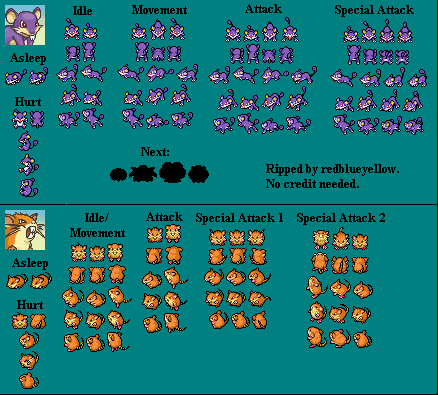 Idle
Movement
Attack
Special Attack
Asleep
Hurt
Next:
Ripped by redblueyellow.
No credit needed.
Idle/
Movement
Attack
Special Attack 1
Special Attack 2
Asleep
Hurt